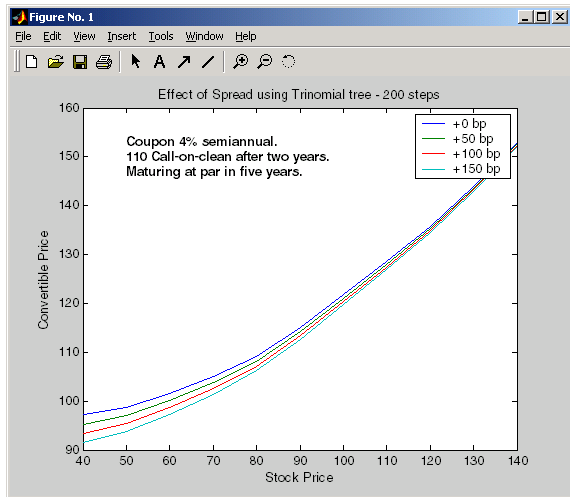 Figure No. 1
File Edit View Insert Tools Window Help
A
Effect of Spread using Trinomial tree - 200 steps
160
150
140
130
120
110
100
90
Convertible Price
Coupon 4% semiannual.
110 Call-on-clean after two years.
Maturing at par in five years.
+0 bp
+50 bp
+100 bp
+150 bp
40 50 60 70 80 90 100 110 120 130 140
Stock Price